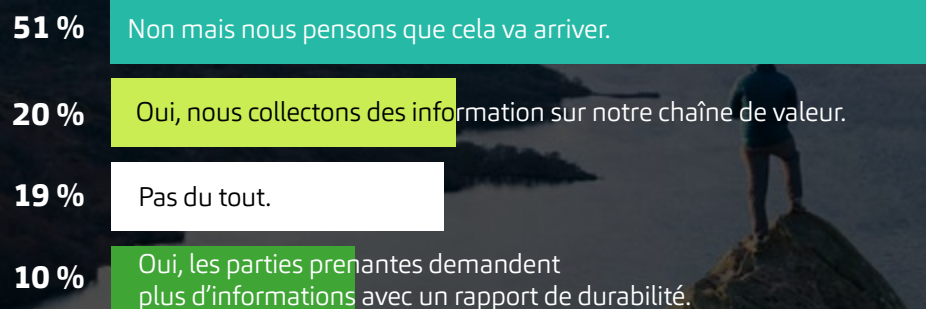 51 % Non mais nous pensons que cela va arriver.
20 % Oui, nous collectons des information sur notre chaîne de valeur.
19 % Pas du tout.
10 % Oui, les parties prenantes demandent
plus d’informations avec un rapport de durabilité.